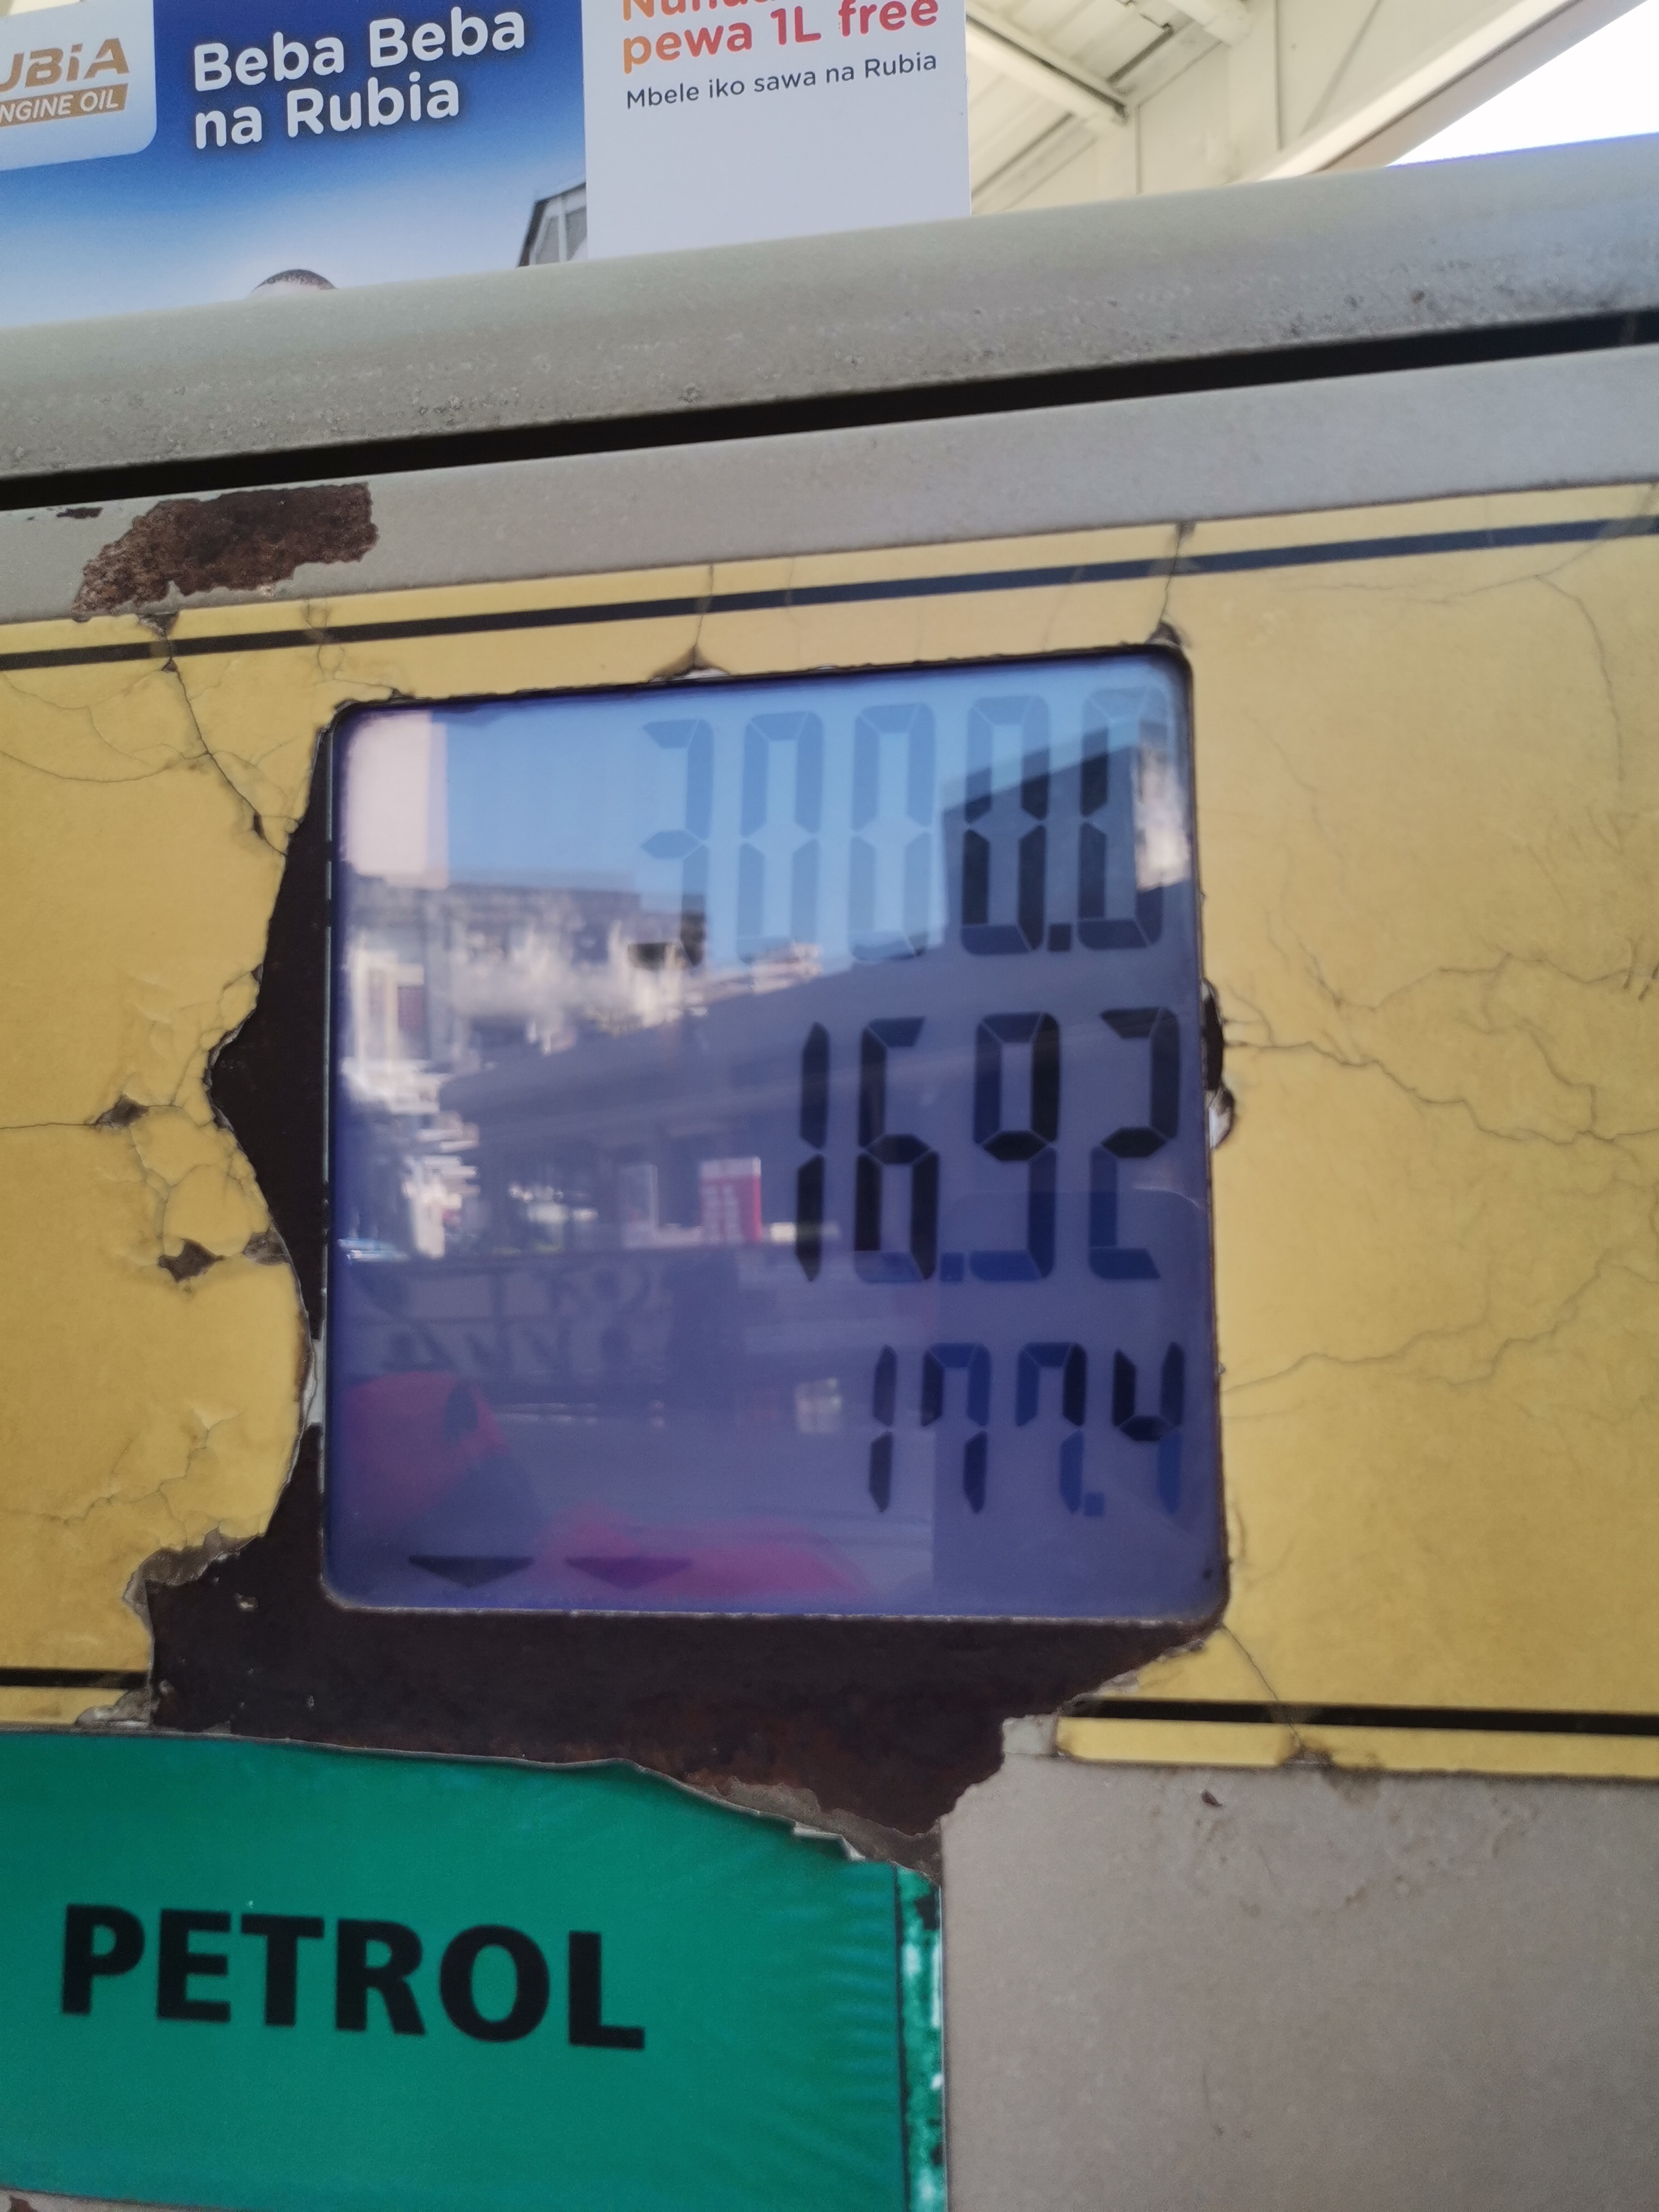 UBiA
NGINE OIL
Beba Beba
na Rubia
pewa 1L free
Mbele iko sawa na Rubia
3000.0
16.92
177.4
PETROL